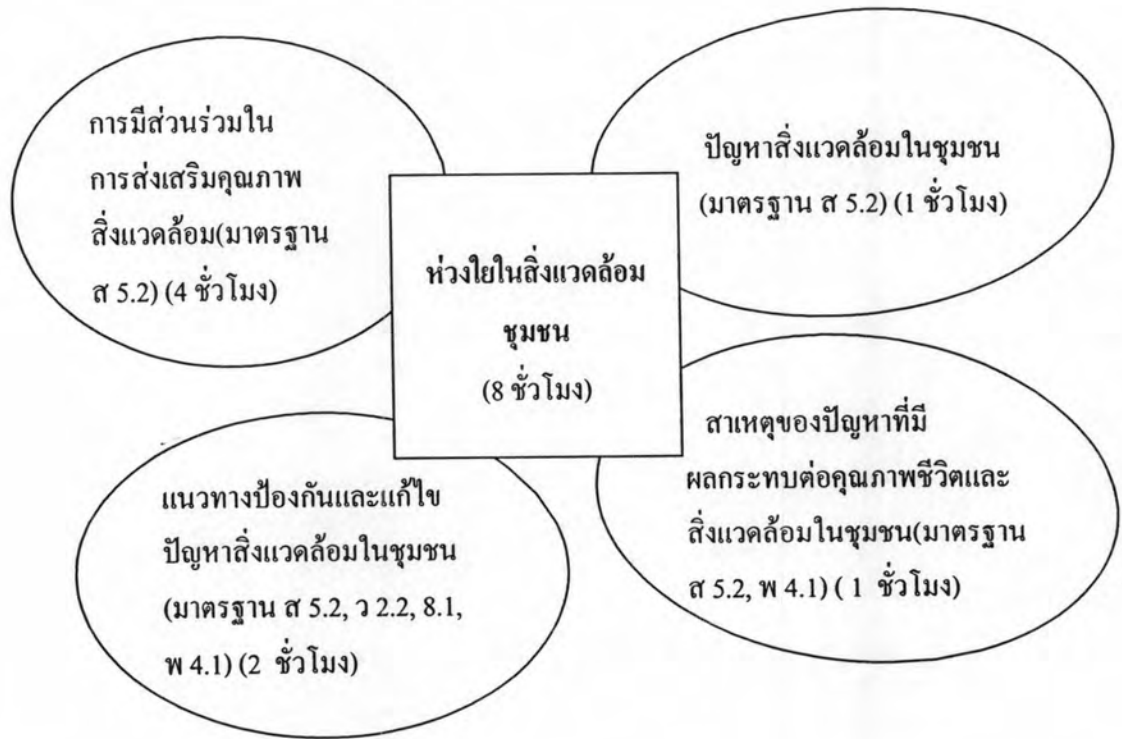 การมีส่วนร่วมใน
การส่งเสริมคุณภาพ
สิ่งแวดล้อม(มาตรฐาน
ส 5.2) (4 ชั่วโมง)
ปัญหาสิ่งแวดล้อมในชุมชน
(มาตรฐาน ส 5.2) (1 ชั่วโมง)
ห่วงใยในสิ่งแวดล้อม
ชุมชน
(8 ชั่วโมง)
แนวทางป้องกันและแก้ไข
ปัญหาสิ่งแวดล้อมในชุมชน
(มาตรฐาน ส 5.2, ว 2.2, 8.1,
พ 4.1) (2 ชั่วโมง)
สาเหตุของปัญหาที่มี
ผลกระทบต่อคุณภาพชีวิตและ
สิ่งแวดล้อมในชุมชน(มาตรฐาน
ส 5.2, พ 4.1) ( 1 ชั่วโมง)